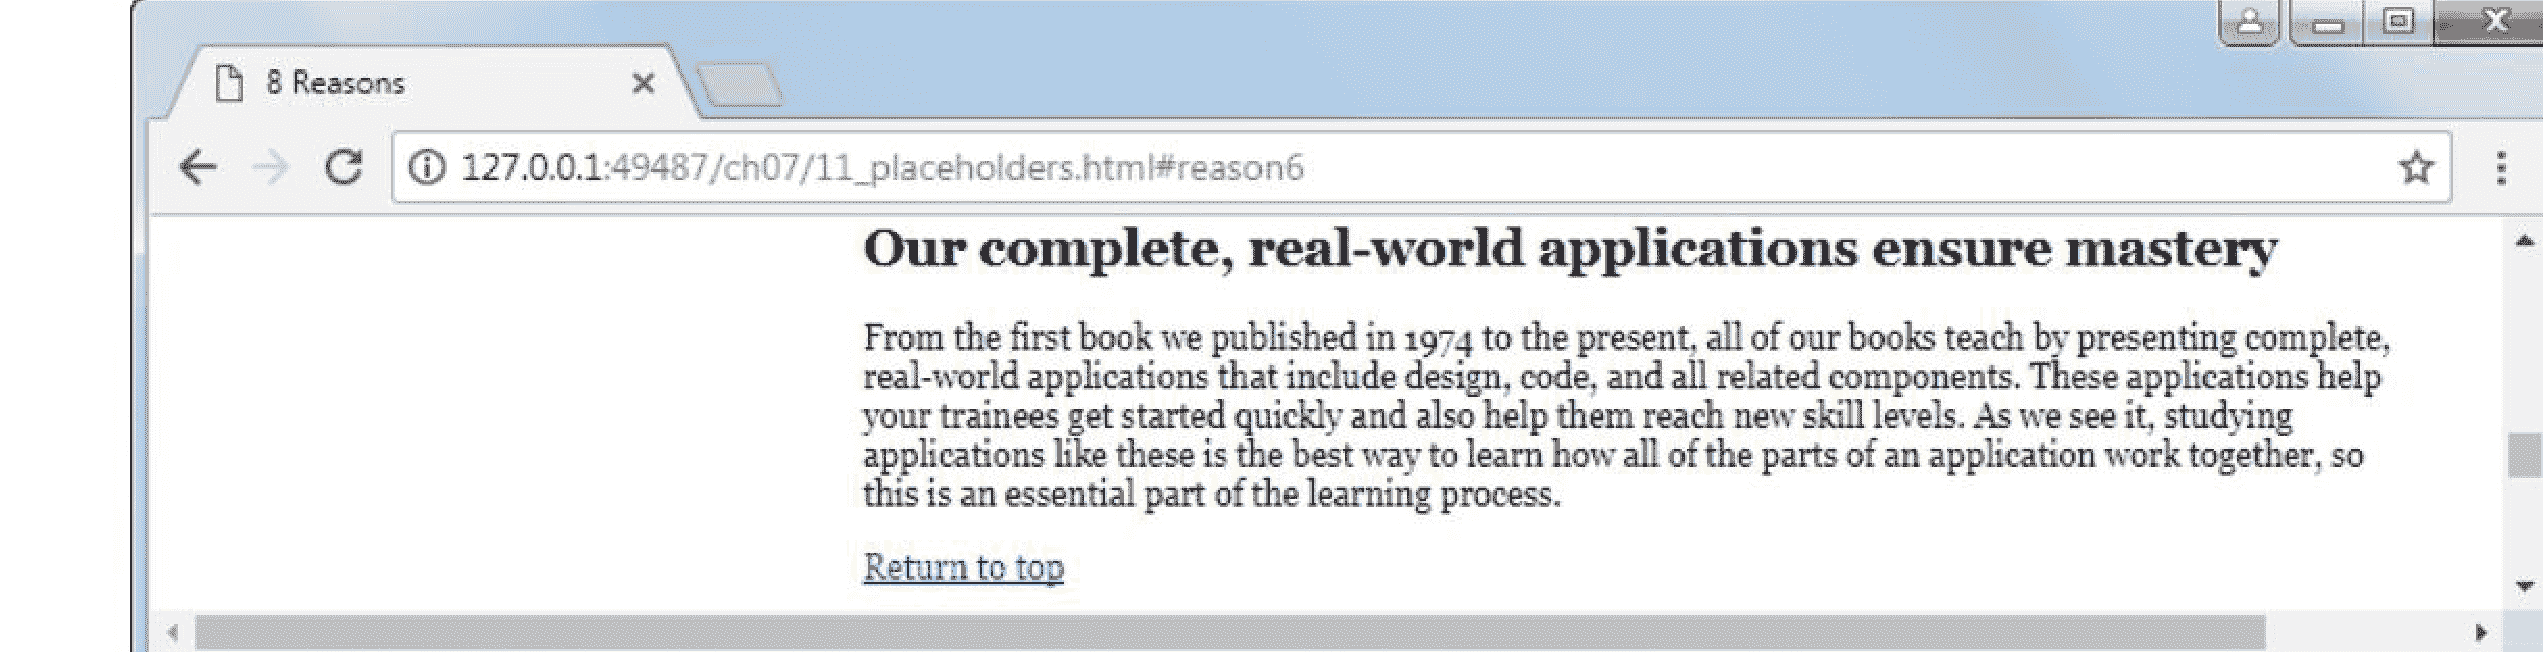 8 Reasons
127.0.0.1:49487/ch07/11_placeholders.html#reason6
Our complete, real-world applications ensure mastery
From the first book we published in 1974 to the present, all of our books teach by presenting complete,
real-world applications that include design, code, and all related components. These applications help
your trainees get started quickly and also help them reach new skill levels. As we see it, studying
applications like these is the best way to learn how all of the parts of an application work together, so
this is an essential part of the learning process.
Return to top